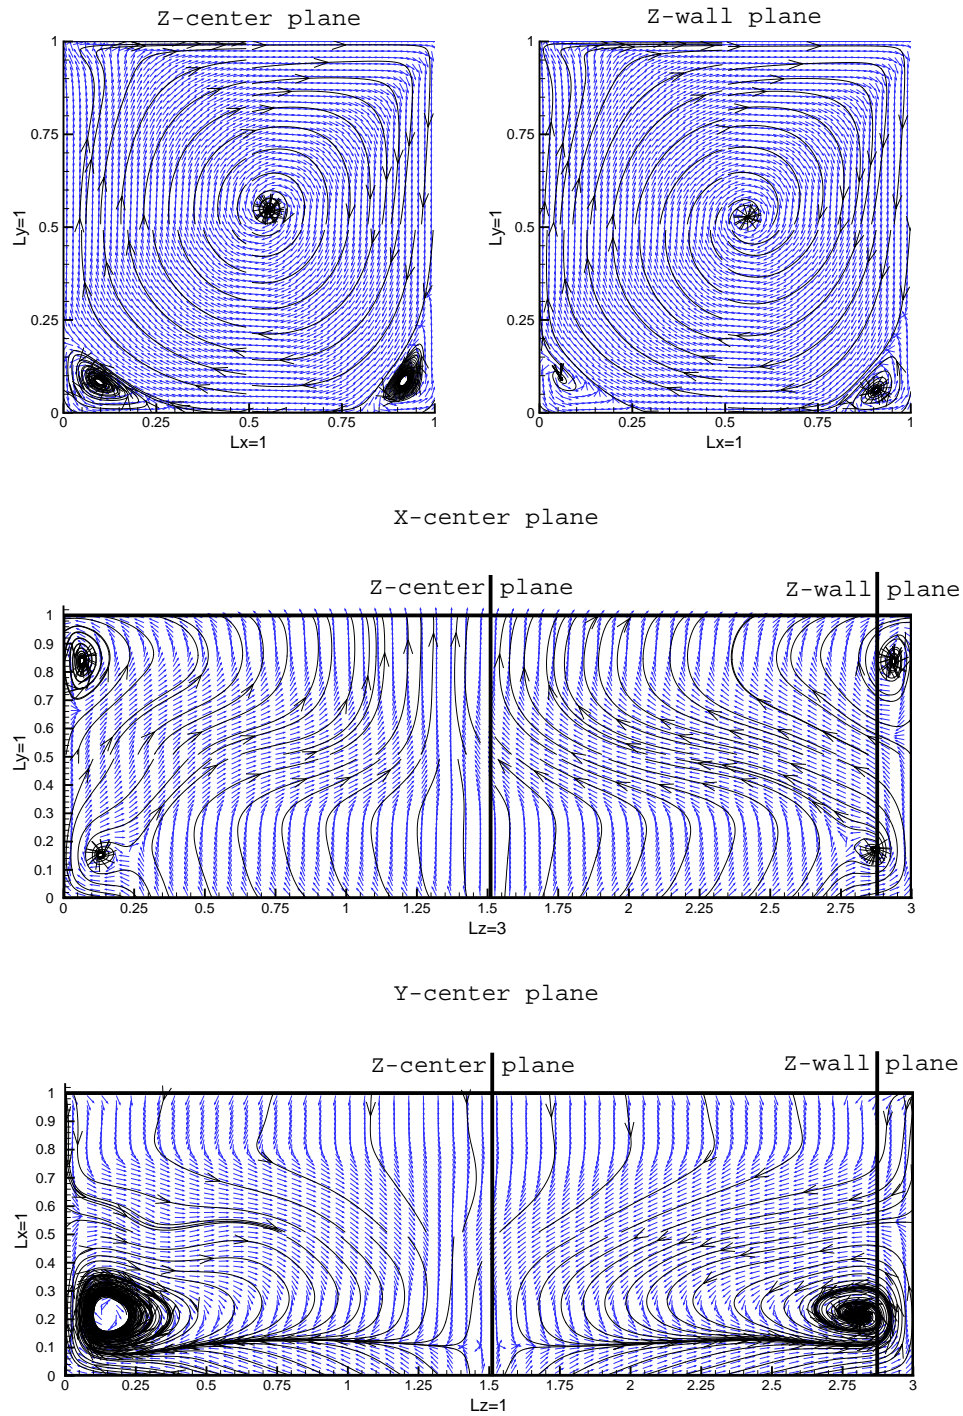 Z-center plane
Z-wall plane
1
0.75
0.5
0.25
0
Ly=1
0 0.25 0.5 0.75 1
Lx=1
1
0.75
0.5
0.25
0
Ly=1
0 0.25 0.5 0.75 1
Lx=1
X-center plane
Z-center plane
Z-wall plane
1
0.9
0.8
0.7
0.6
0.5
0.4
0.3
0.2
0.1
0
Ly=1
0 0.25 0.5 0.75 1 1.25 1.5 1.75 2 2.25 2.5 2.75 3
Lz=3
Y-center plane
Z-center plane
Z-wall plane
1
0.9
0.8
0.7
0.6
0.5
0.4
0.3
0.2
0.1
0
Lx=1
0 0.25 0.5 0.75 1 1.25 1.5 1.75 2 2.25 2.5 2.75 3
Lz=1